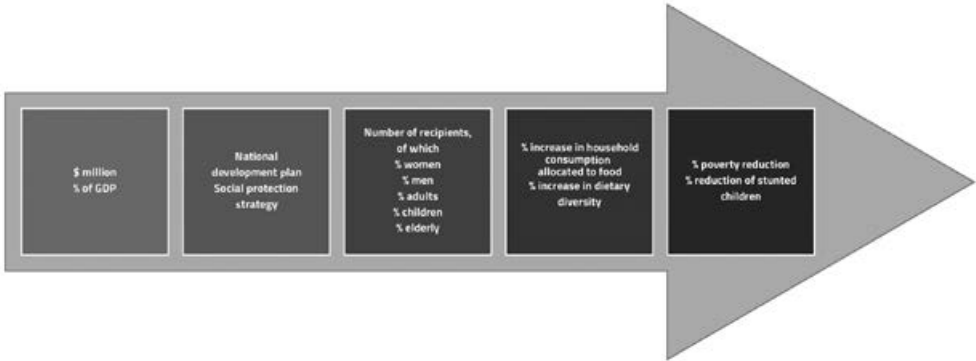 $ million
% of GDP
National
development plan
Social protection
strategy
Number of recipients,
of which
% women
% men
% adults
% children
% elderly
% increase in household
consumption
allocated to food
% increase in dietary
diversity
% poverty reduction
% reduction of stunted
children